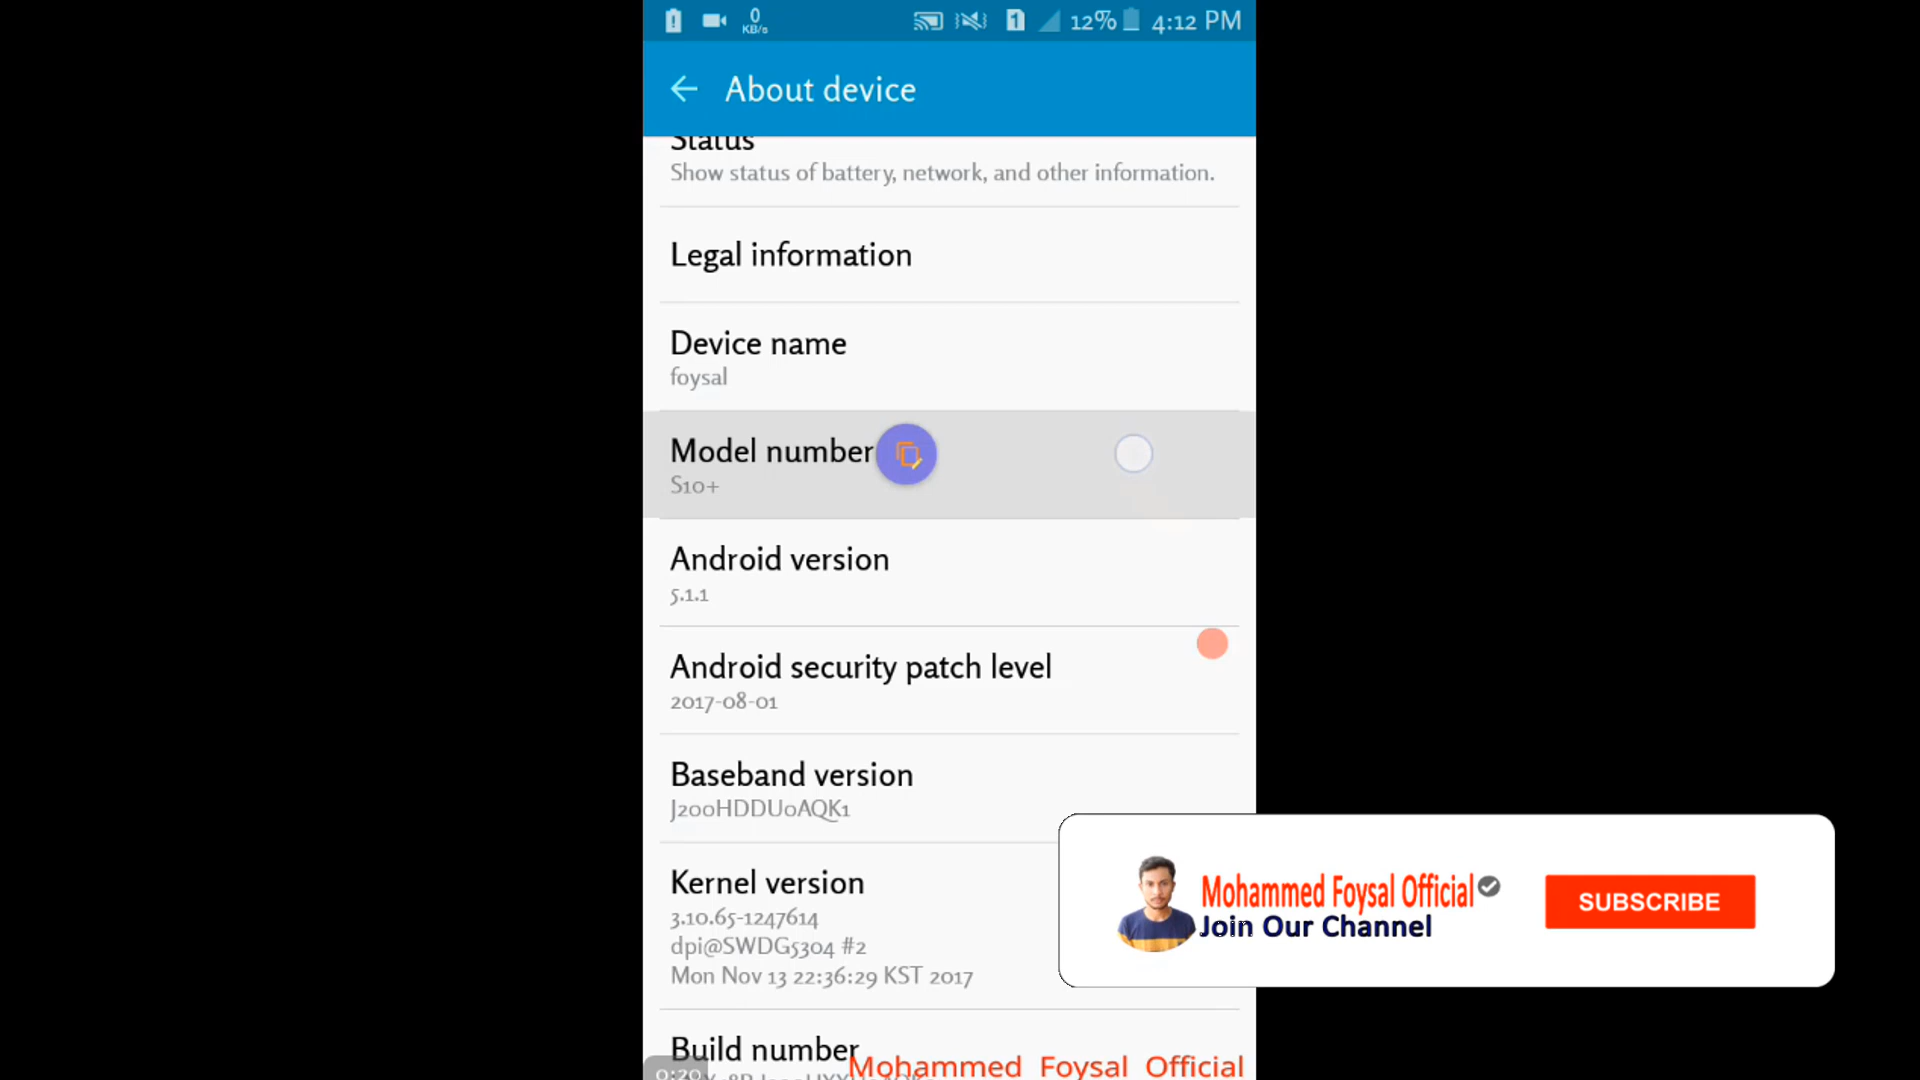 0
KB/s
1
12%
4:12 PM
About device
Status
Show status of battery, network, and other information.
Legal information
Device name
foysal
Model number
S10+
Android version
5.1.1
Android security patch level
2017-08-01
Baseband version
J200HDDU0AQK1
Kernel version
3.10.65-1247614
dpi@SWDG5304 #2
Mon Nov 13 22:36:29 KST 2017
Build number
0:20
Mohammed Foysal Official
Mohammed Foysal Official
Join Our Channel
SUBSCRIBE